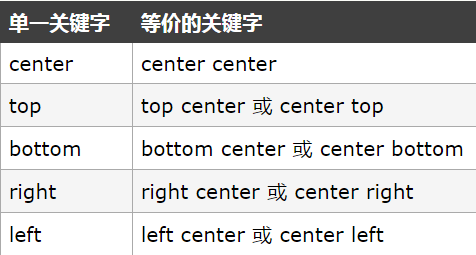 单一关键字 等价的关键字
center center center
top top center 或 center top
bottom bottom center 或 center bottom
right right center 或 center right
left left center 或 center left